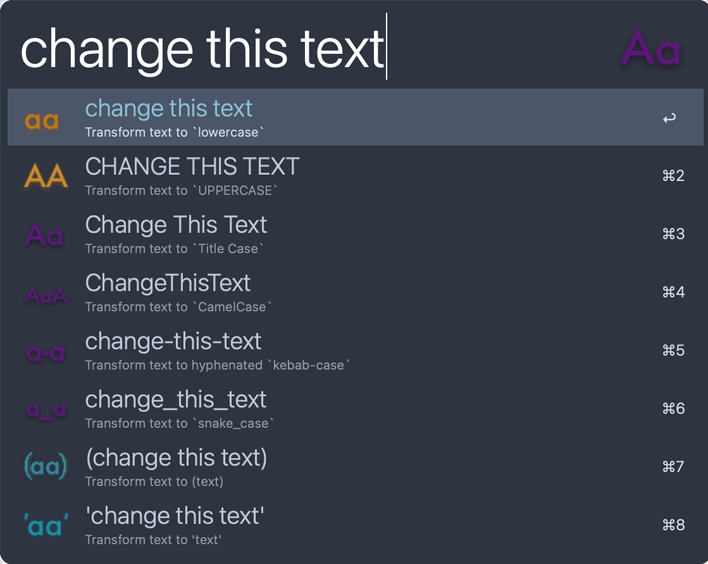 change this text Aa
aa change this text ↩
Transform text to `lowercase`
AA CHANGE THIS TEXT ⌘2
Transform text to `UPPERCASE`
Aa Change This Text ⌘3
Transform text to `Title Case`
AaA ChangeThisText ⌘4
Transform text to `CamelCase`
a-a change-this-text ⌘5
Transform text to hyphenated `kebab-case`
a_a change_this_text ⌘6
Transform text to `snake_case`
(aa) (change this text) ⌘7
Transform text to (text)
'aa' 'change this text' ⌘8
Transform text to 'text'